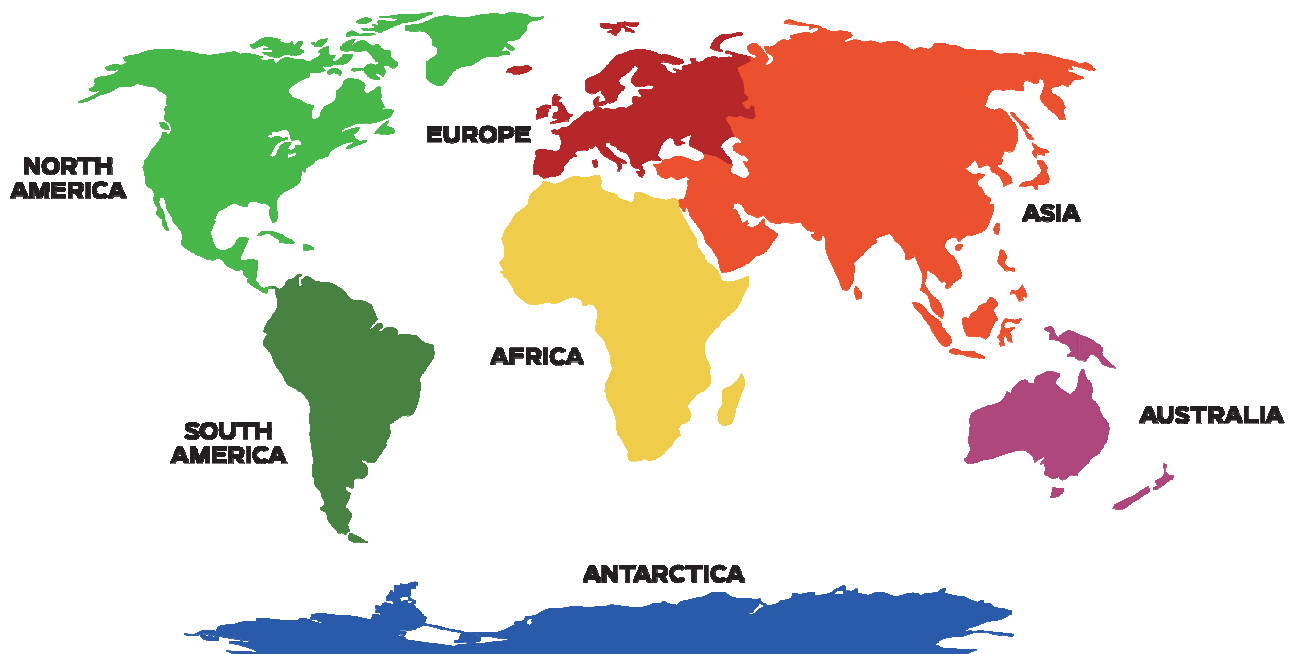 EUROPE
NORTH
AMERICA
ASIA
AFRICA
AUSTRALIA
SOUTH
AMERICA
ANTARCTICA